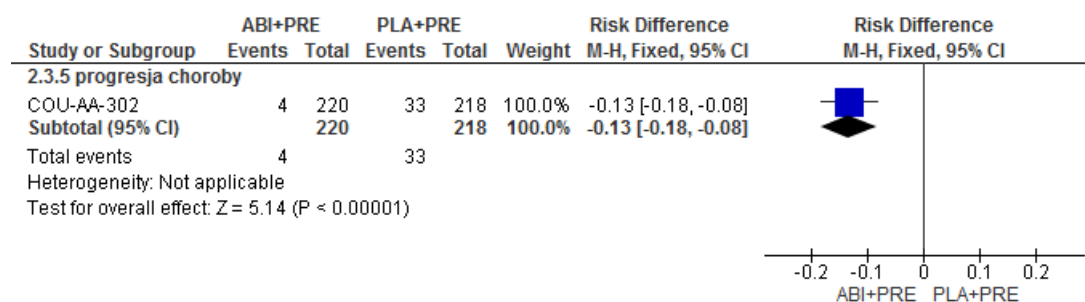 ABI+PRE PLA+PRE Risk Difference Risk Difference
Study or Subgroup Events Total Events Total Weight M-H, Fixed, 95% CI M-H, Fixed, 95% CI
2.3.5 progresja choroby
COU-AA-302 4 220 33 218 100.0% -0.13 [-0.18, -0.08]
Subtotal (95% CI) 220 218 100.0% -0.13 [-0.18, -0.08]
Total events 4 33
Heterogeneity: Not applicable
Test for overall effect: Z = 5.14 (P < 0.00001)
-0.2 -0.1 0 0.1 0.2
ABI+PRE PLA+PRE